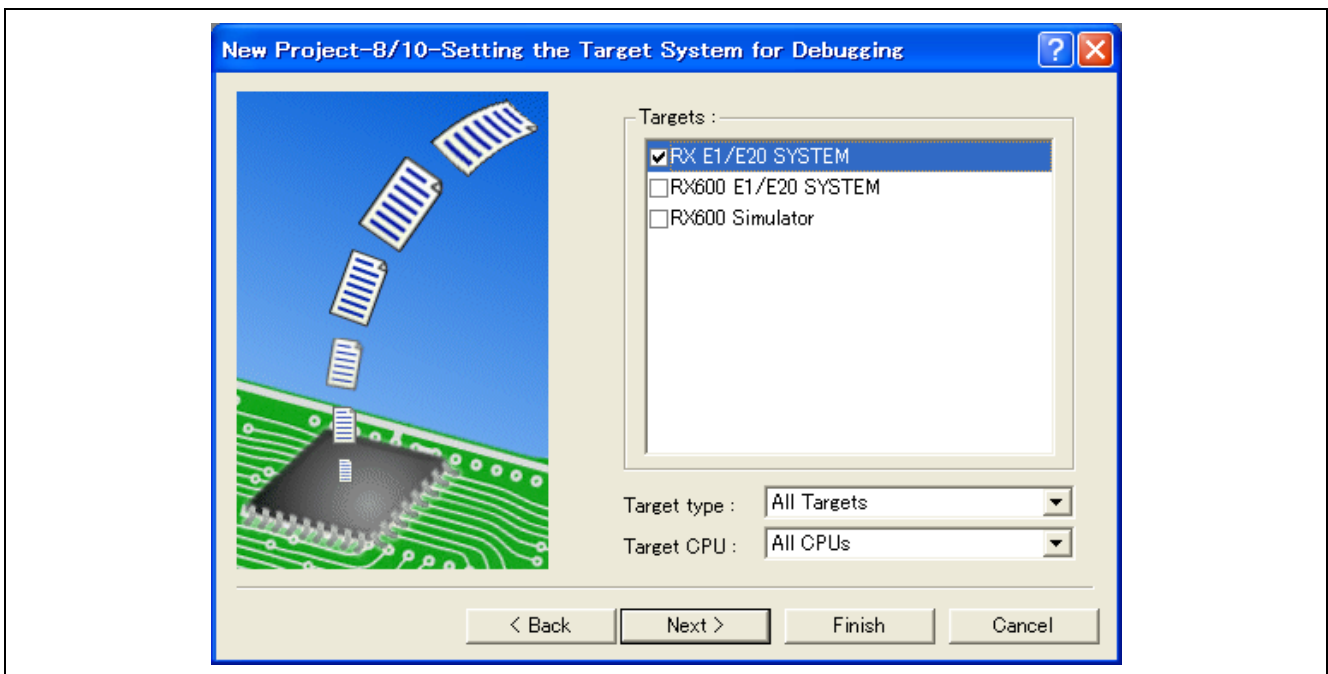 New Project-8/10-Setting the Target System for Debugging
Targets :
RX E1/E20 SYSTEM
RX600 E1/E20 SYSTEM
RX600 Simulator
Target type : All Targets
Target CPU : All CPUs
< Back Next > Finish Cancel